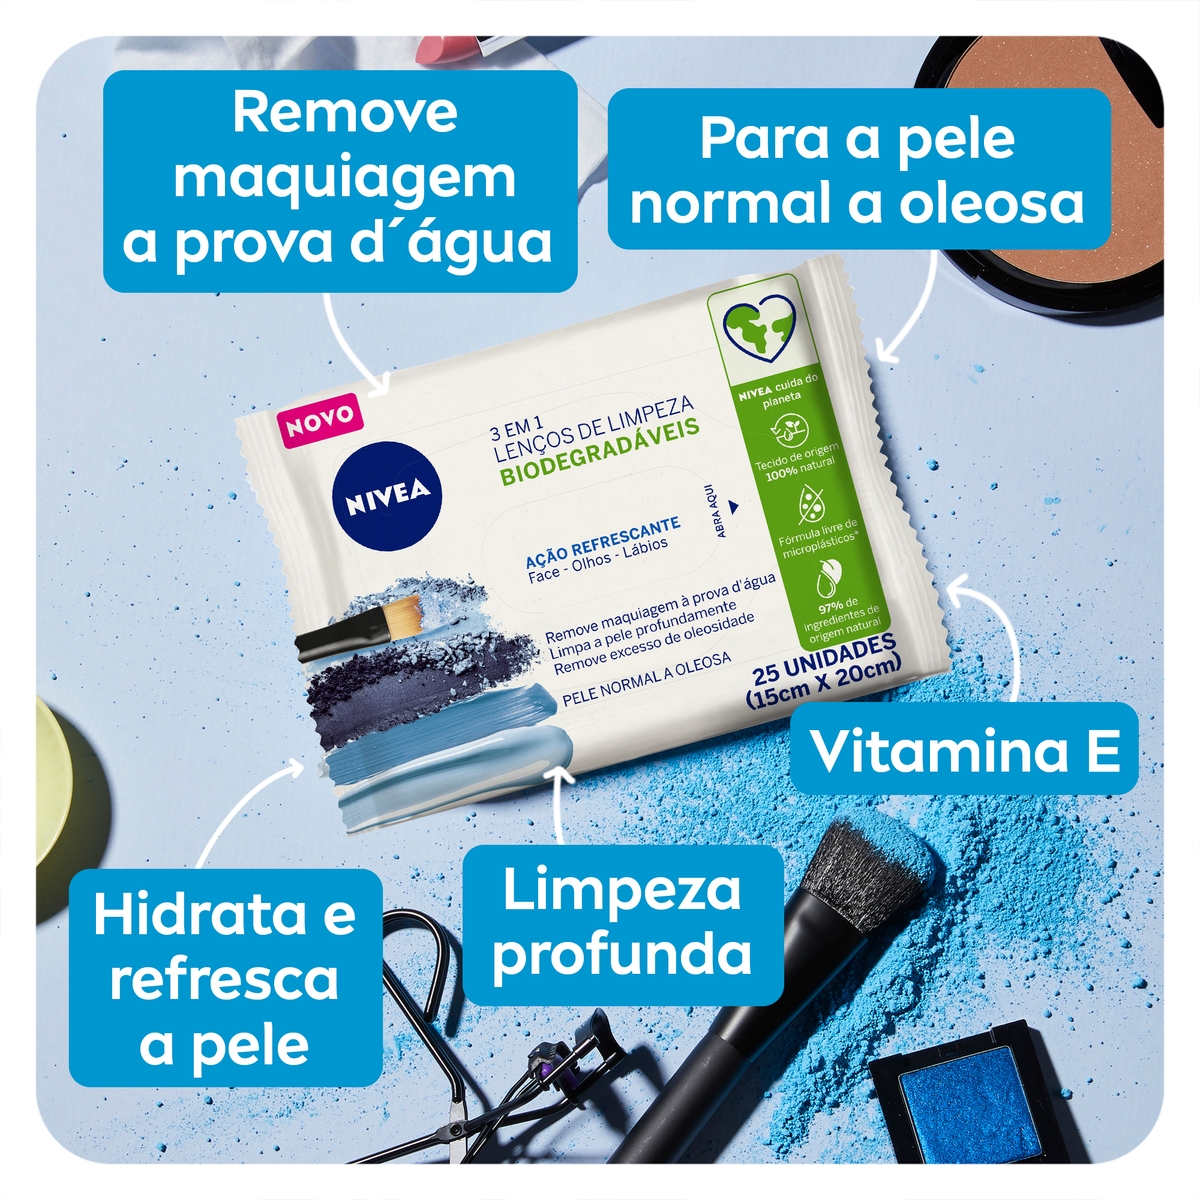 Remove
maquiagem
a prova d´água
Para a pele
normal a oleosa
NOVO
NIVEA
3 EM 1
LENÇOS DE LIMPEZA
BIODEGRADÁVEIS
AÇÃO REFRESCANTE
Face - Olhos - Lábios
ABRA AQUI
Remove maquiagem à prova d'água
Limpa a pele profundamente
Remove excesso de oleosidade
PELE NORMAL A OLEOSA
NIVEA cuida do
planeta
Tecido de origem
100% natural
Fórmula livre de
microplásticos*
97% de
ingredientes de
origem natural
25 UNIDADES
(15cm X 20cm)
Vitamina E
Hidrata e
refresca
a pele
Limpeza
profunda